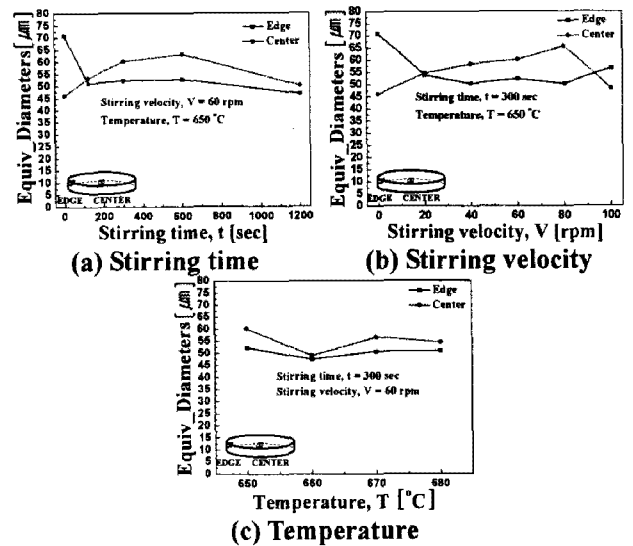 Equiv_Diameters [㎛]
80
75
70
65
60
55
50
45
40
35
30
25
20
15
10
5
0
Edge
Center
Stirring velocity, V = 60 rpm
Temperature, T = 650 °C
EDGE CENTER
0 200 400 600 800 1000 1200
Stirring time, t [sec]
(a) Stirring time
Equiv_Diameters [㎛]
80
75
70
65
60
55
50
45
40
35
30
25
20
15
10
5
0
Edge
Center
Stirring time, t = 300 sec
Temperature, T = 650 °C
EDGE CENTER
0 20 40 60 80 100
Stirring velocity, V [rpm]
(b) Stirring velocity
Equiv_Diameters [㎛]
80
75
70
65
60
55
50
45
40
35
30
25
20
15
10
5
0
Edge
Center
Stirring time, t = 300 sec
Stirring velocity, V = 60 rpm
EDGE CENTER
650 660 670 680
Temperature, T [°C]
(c) Temperature